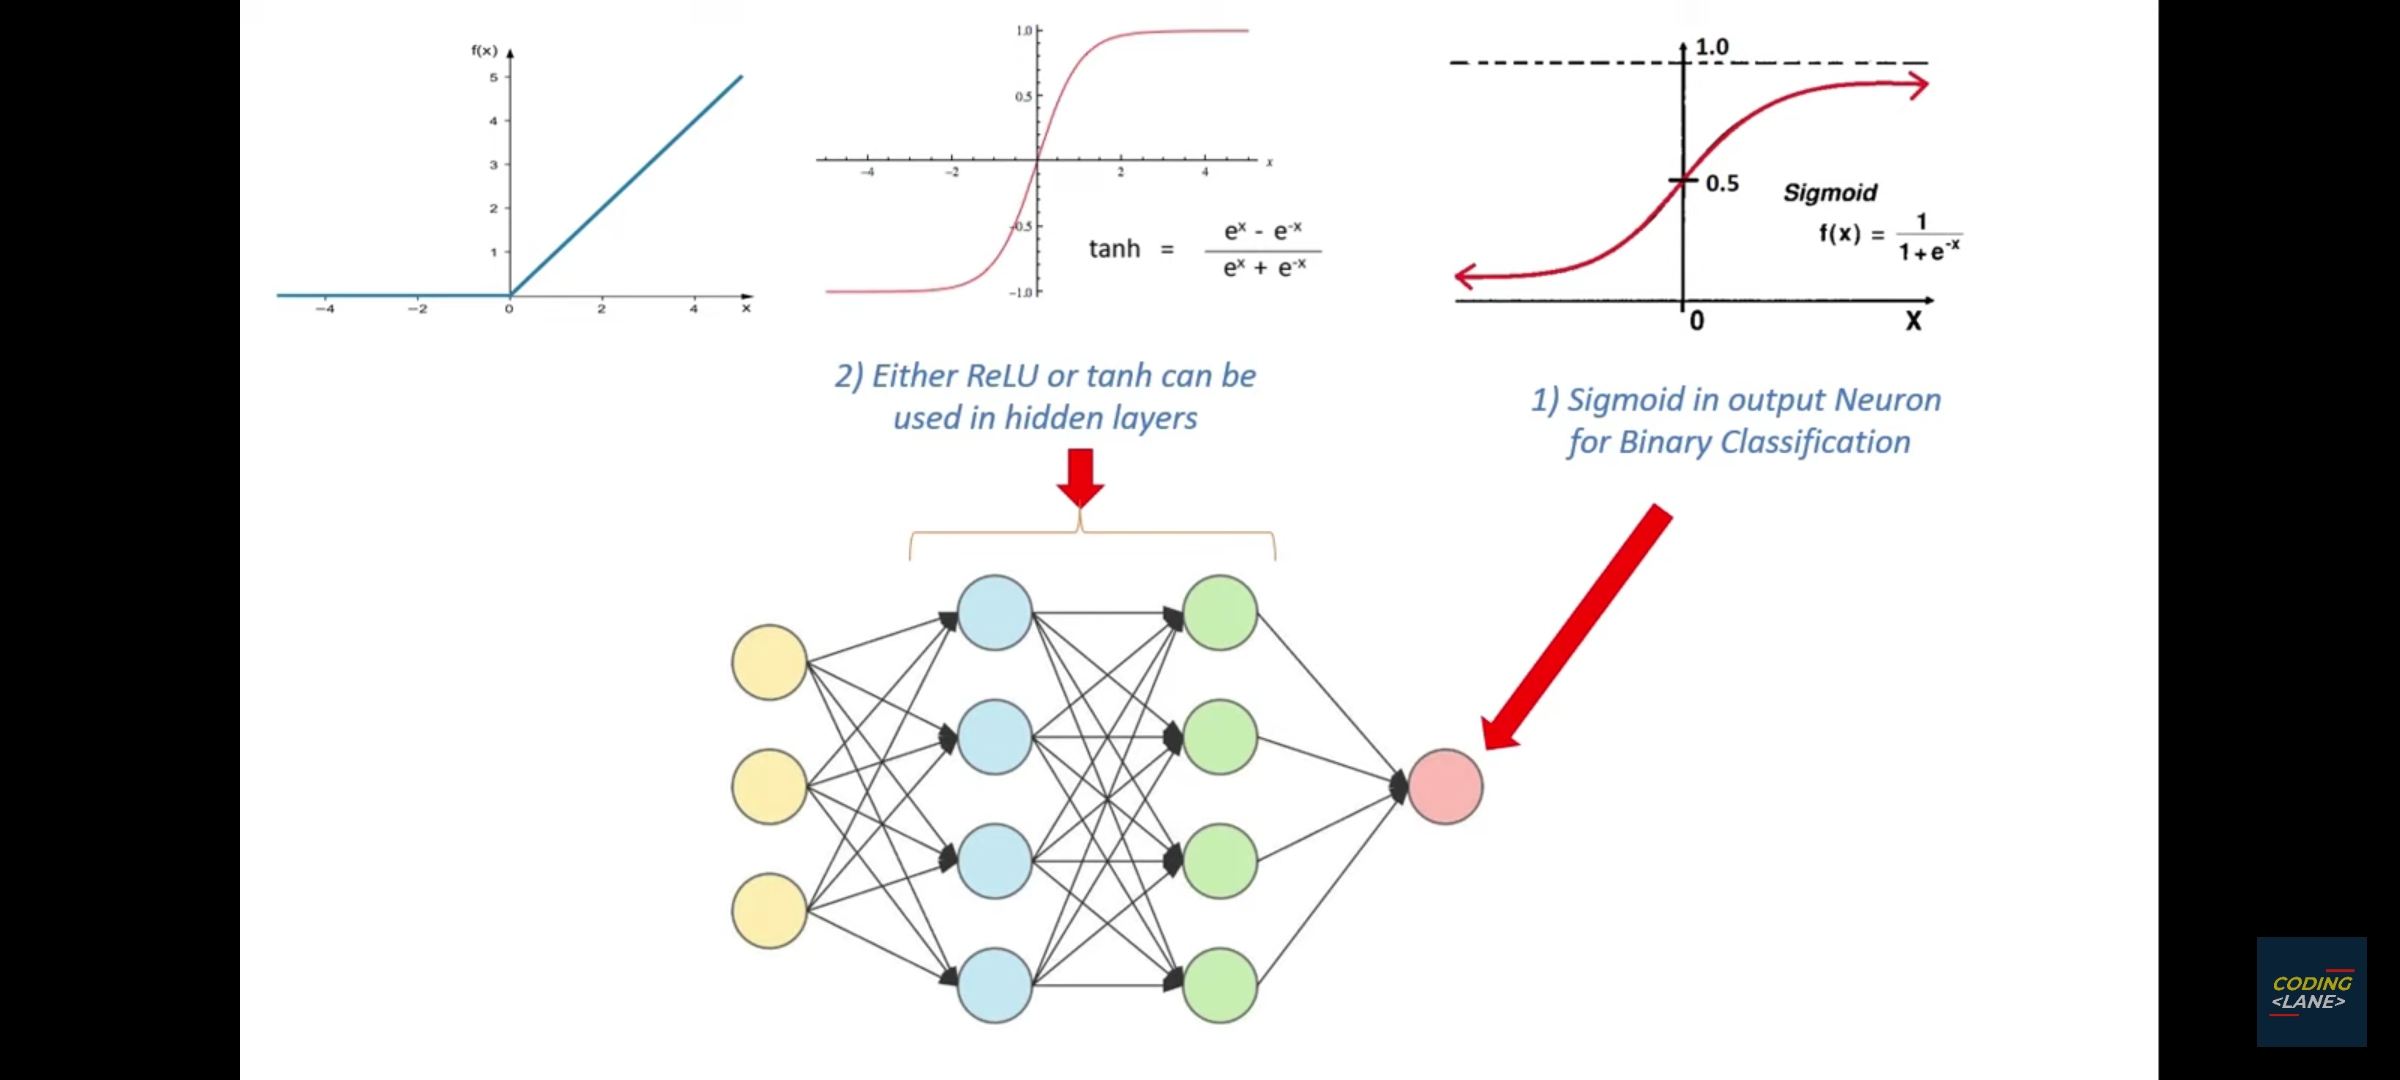 f(x)
5
4
3
2
1
−4 −2 0 2 4 x
1.0
0.5
−4 −2 2 4 x
-0.5
−1.0
tanh = eˣ - e⁻ˣ
eˣ + e⁻ˣ
1.0
0.5
Sigmoid
f(x) = 1
1+e⁻ˣ
0 X
2) Either ReLU or tanh can be
used in hidden layers
1) Sigmoid in output Neuron
for Binary Classification
CODING
<LANE>